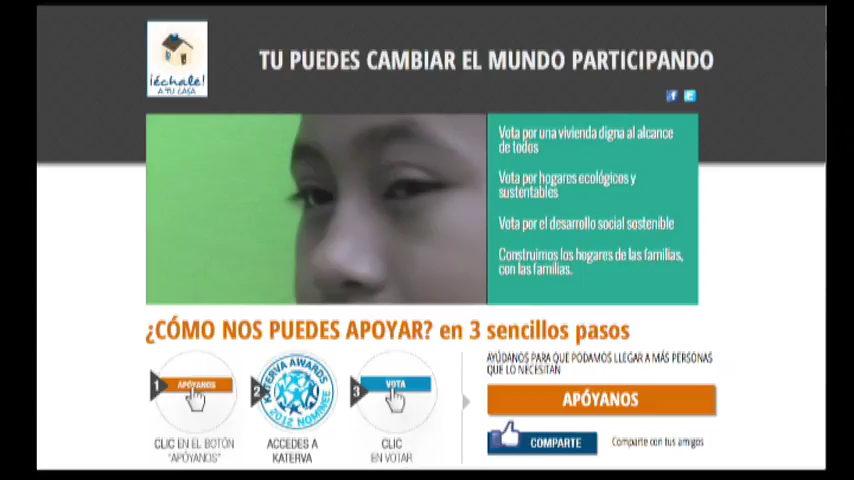 ¡échale!
A TU CASA
TU PUEDES CAMBIAR EL MUNDO PARTICIPANDO
f
Vota por una vivienda digna al alcance
de todos
Vota por hogares ecológicos y
sustentables
Vota por el desarrollo social sostenible
Construimos los hogares de las familias,
con las familias.
¿CÓMO NOS PUEDES APOYAR? en 3 sencillos pasos
1 APÓYANOS
CLIC EN EL BOTÓN
"APÓYANOS"
2 KATERVA AWARDS
2012 NOMINEE
ACCEDES A
KATERVA
3 VOTA
CLIC
EN VOTAR
AYÚDANOS PARA QUE PODAMOS LLEGAR A MÁS PERSONAS
QUE LO NECESITAN
APÓYANOS
COMPARTE
Comparte con tus amigos